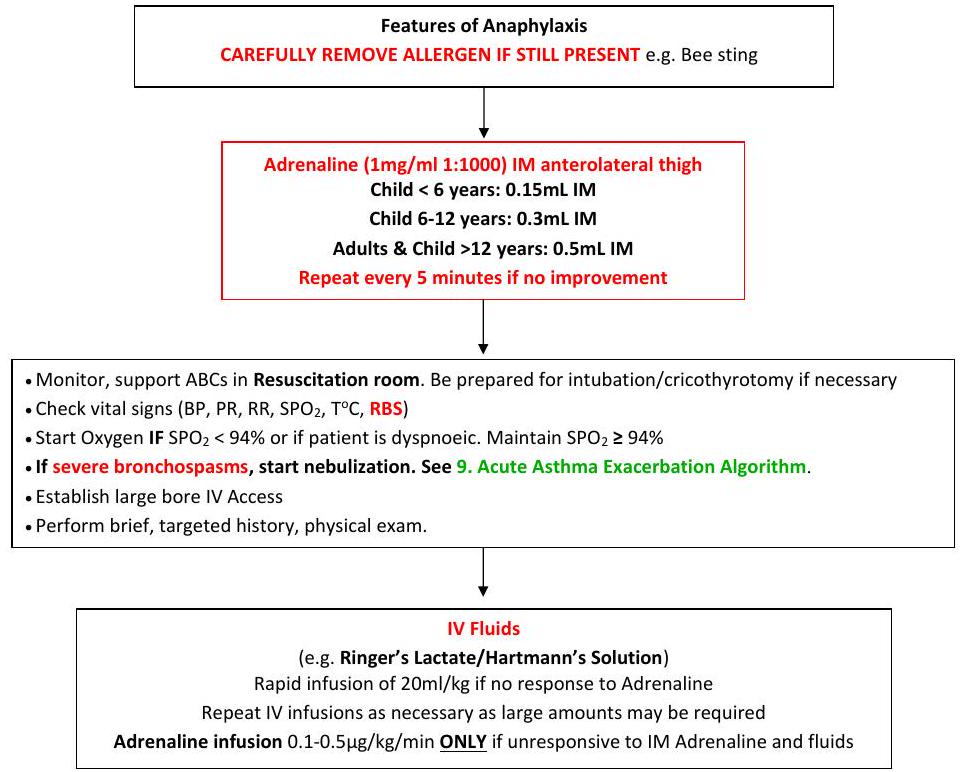 Features of Anaphylaxis
CAREFULLY REMOVE ALLERGEN IF STILL PRESENT e.g. Bee sting
Adrenaline (1mg/ml 1:1000) IM anterolateral thigh
Child < 6 years: 0.15mL IM
Child 6-12 years: 0.3mL IM
Adults & Child >12 years: 0.5mL IM
Repeat every 5 minutes if no improvement
• Monitor, support ABCs in Resuscitation room. Be prepared for intubation/cricothyrotomy if necessary
• Check vital signs (BP, PR, RR, SPO₂, TºC, RBS)
• Start Oxygen IF SPO₂ < 94% or if patient is dyspnoeic. Maintain SPO₂ ≥ 94%
• If severe bronchospasms, start nebulization. See 9. Acute Asthma Exacerbation Algorithm.
• Establish large bore IV Access
• Perform brief, targeted history, physical exam.
IV Fluids
(e.g. Ringer's Lactate/Hartmann's Solution)
Rapid infusion of 20ml/kg if no response to Adrenaline
Repeat IV infusions as necessary as large amounts may be required
Adrenaline infusion 0.1-0.5µg/kg/min ONLY if unresponsive to IM Adrenaline and fluids